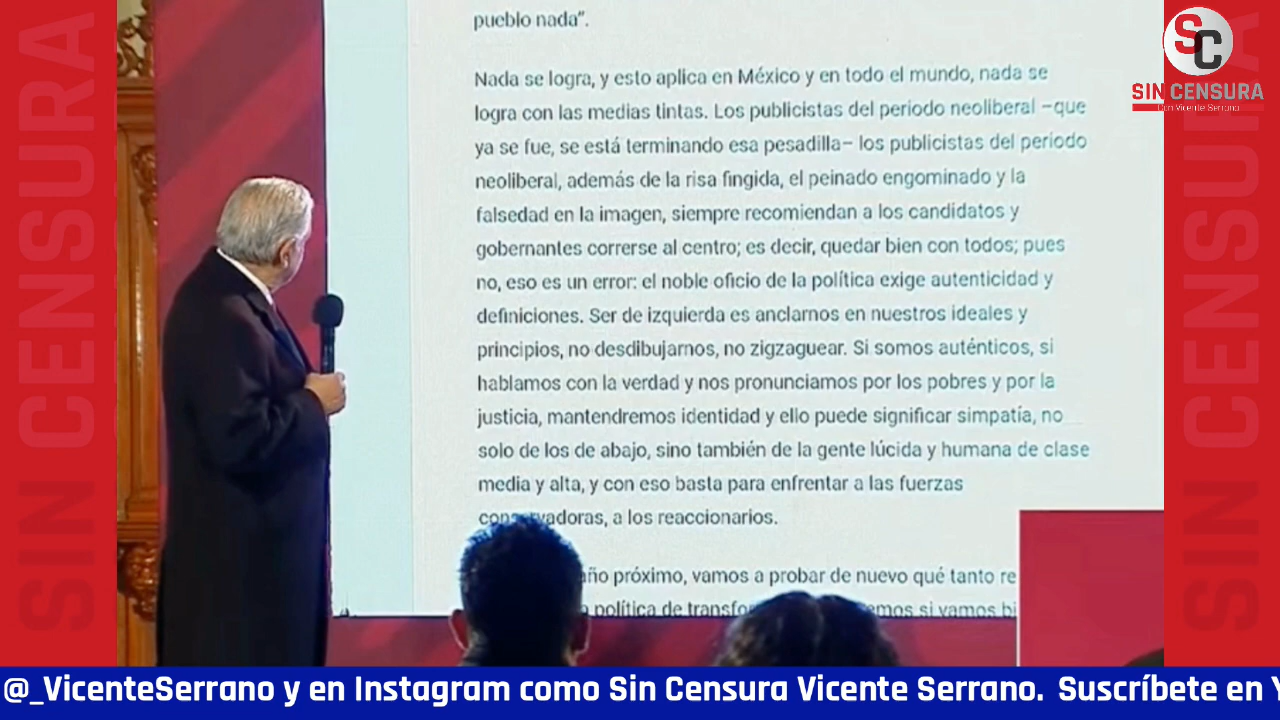 pueblo nada”.
Nada se logra, y esto aplica en México y en todo el mundo, nada se
logra con las medias tintas. Los publicistas del periodo neoliberal –que
ya se fue, se está terminando esa pesadilla– los publicistas del periodo
neoliberal, además de la risa fingida, el peinado engominado y la
falsedad en la imagen, siempre recomiendan a los candidatos y
gobernantes correrse al centro; es decir, quedar bien con todos; pues
no, eso es un error: el noble oficio de la política exige autenticidad y
definiciones. Ser de izquierda es anclarnos en nuestros ideales y
principios, no desdibujarnos, no zigzaguear. Si somos auténticos, si
hablamos con la verdad y nos pronunciamos por los pobres y por la
justicia, mantendremos identidad y ello puede significar simpatía, no
solo de los de abajo, sino también de la gente lúcida y humana de clase
media y alta, y con eso basta para enfrentar a las fuerzas
a los reaccionarios.
próximo, vamos a probar de nuevo qué tanto
política de
si vamos
SIN CENSURA
SIN CENSURA
SC
SIN CENSURA
Con Vicente Serrano
@_VicenteSerrano y en Instagram como Sin Censura Vicente Serrano. Suscríbete en